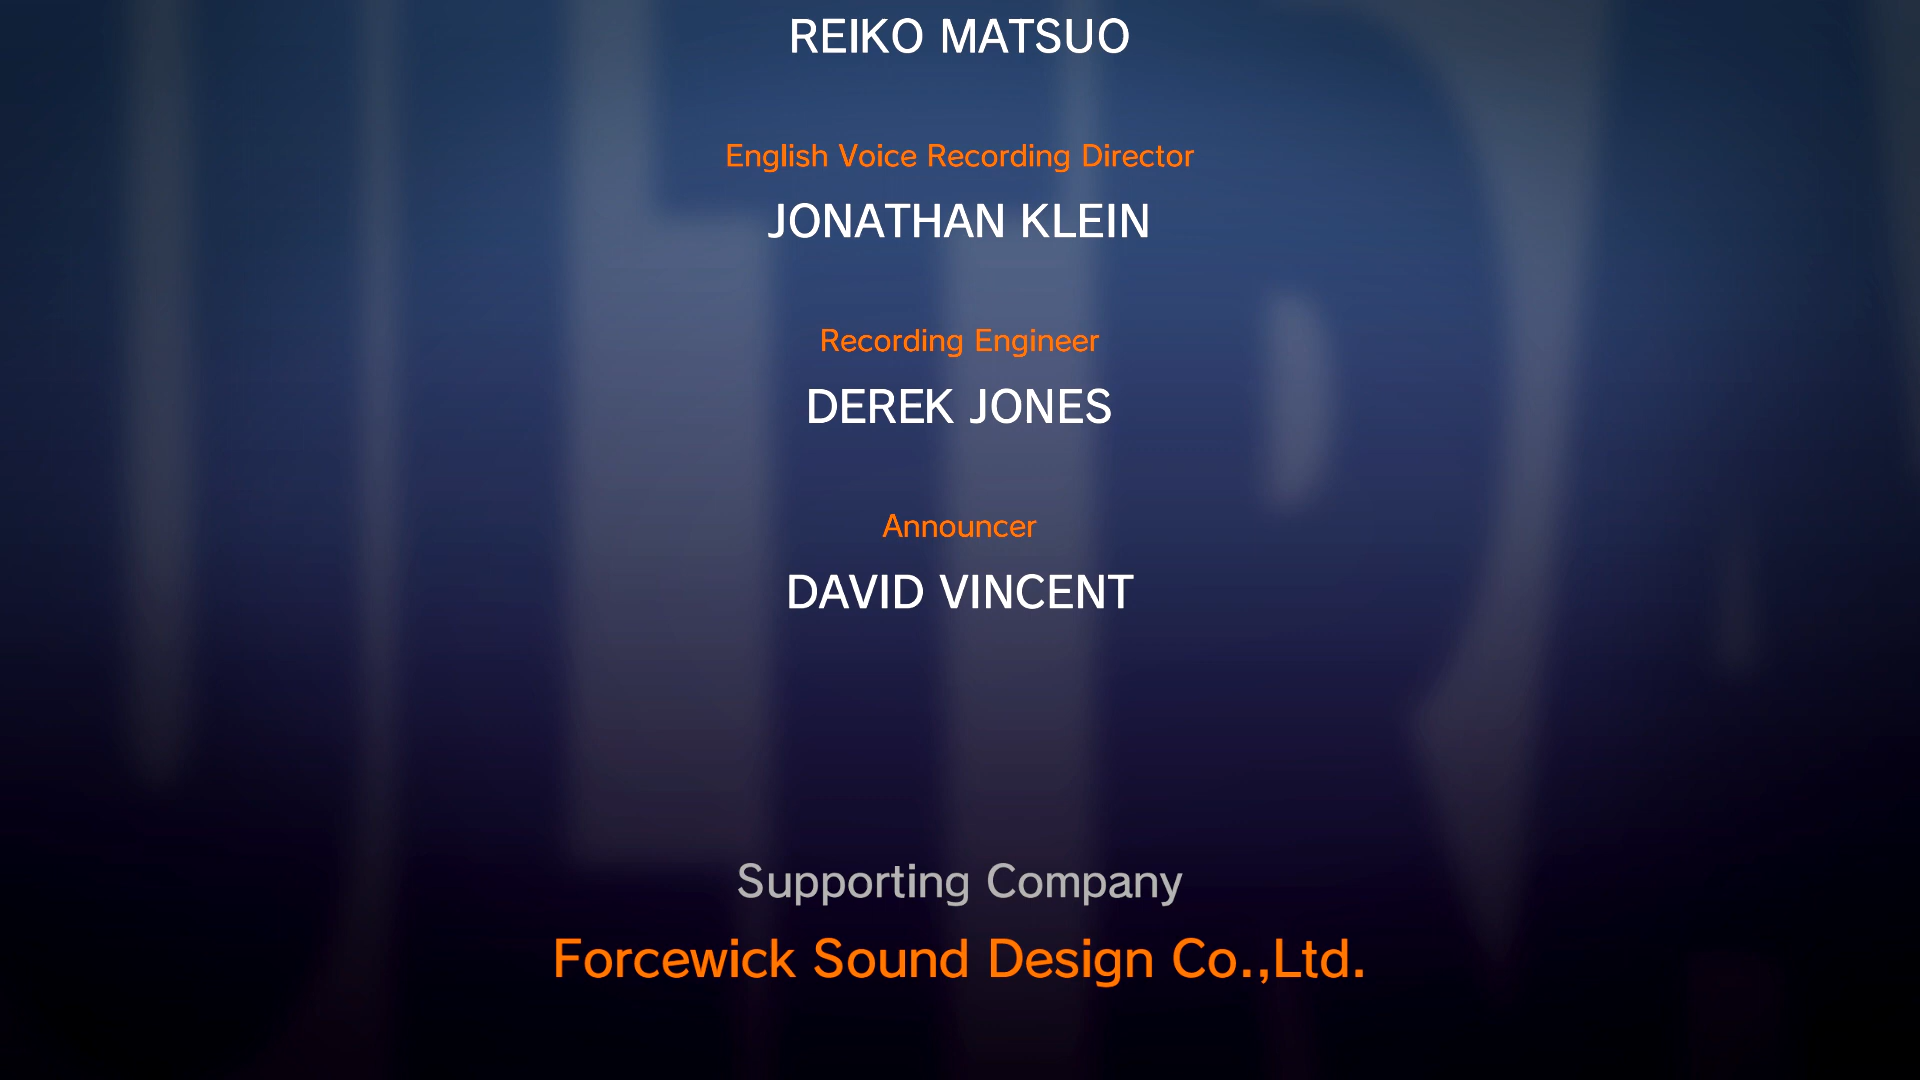 REIKO MATSUO
English Voice Recording Director
JONATHAN KLEIN
Recording Engineer
DEREK JONES
Announcer
DAVID VINCENT
Supporting Company
Forcewick Sound Design Co.,Ltd.